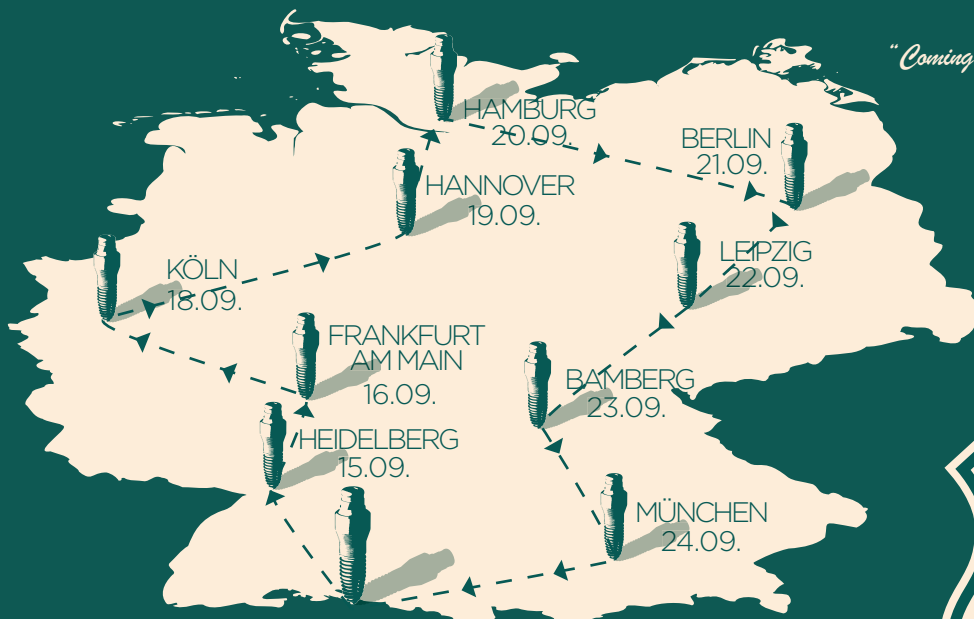 “Coming
HAMBURG
20.09.
BERLIN
21.09.
HANNOVER
19.09.
LEIPZIG
22.09.
KÖLN
18.09.
FRANKFURT
AM MAIN
16.09.
BAMBERG
23.09.
HEIDELBERG
15.09.
MÜNCHEN
24.09.